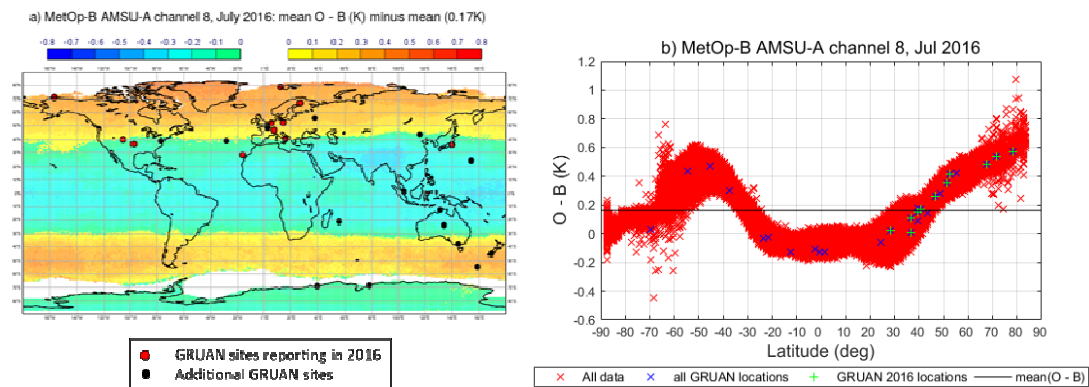 a) MetOp-B AMSU-A channel 8, July 2016: mean O - B (K) minus mean (0.17K)
-0.8 -0.7 -0.6 -0.5 -0.4 -0.3 -0.2 -0.1 0
0 0.1 0.2 0.3 0.4 0.5 0.6 0.7 0.8
GRUAN sites reporting in 2016
Additional GRUAN sites
b) MetOp-B AMSU-A channel 8, Jul 2016
1.2
1
0.8
0.6
0.4
0.2
0
-0.2
-0.4
-0.6
O - B (K)
-90 -80 -70 -60 -50 -40 -30 -20 -10 0 10 20 30 40 50 60 70 80 90
Latitude (deg)
All data all GRUAN locations GRUAN 2016 locations mean(O - B)